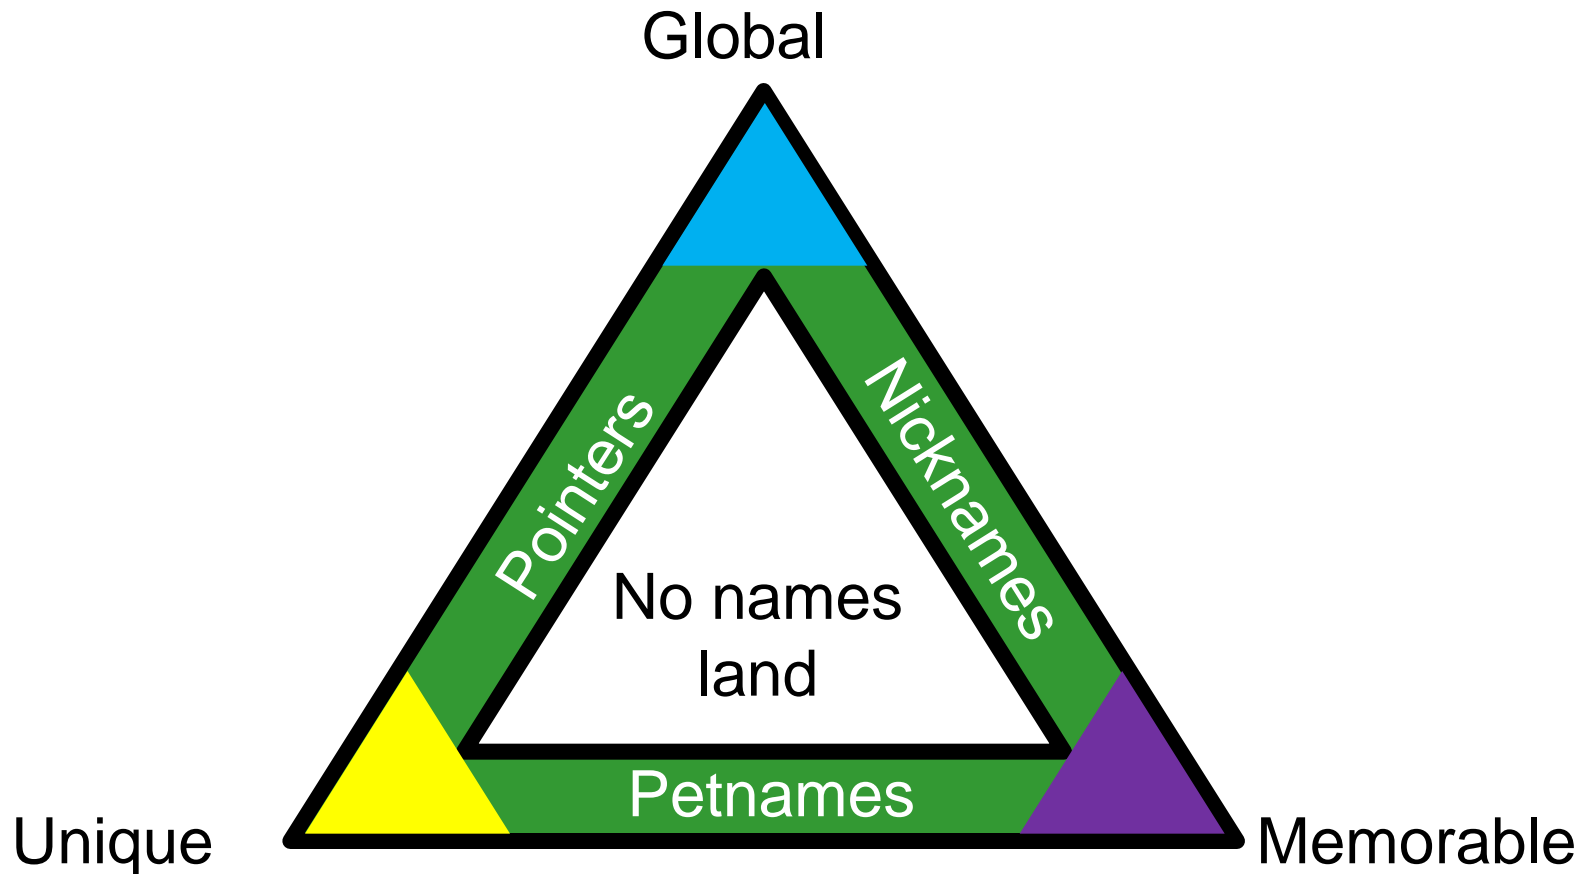 Global
Pointers
Nicknames
No names
land
Petnames
Unique
Memorable